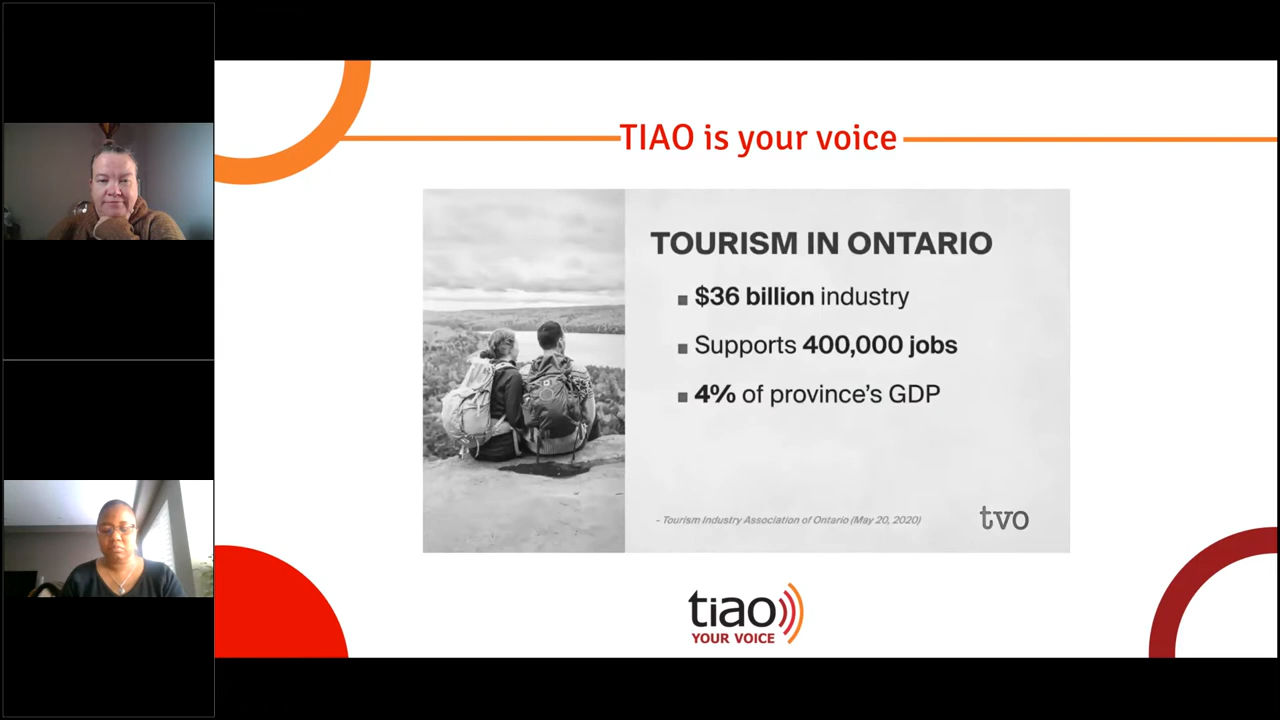 TIAO is your voice
TOURISM IN ONTARIO
▪ $36 billion industry
▪ Supports 400,000 jobs
▪ 4% of province's GDP
– Tourism Industry Association of Ontario (May 20, 2020)
tvo
tiao
YOUR VOICE